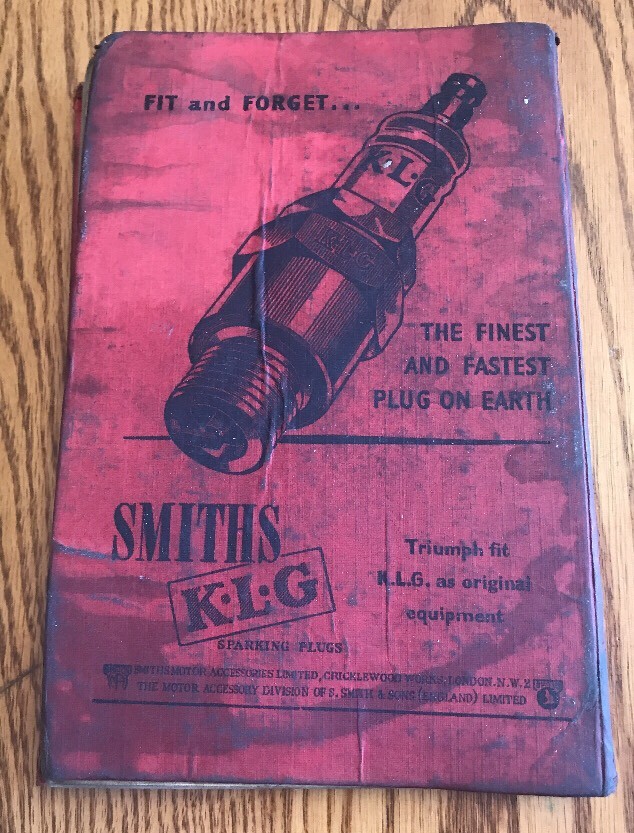 FIT and FORGET...
K.L.G
K.L.G
THE FINEST
AND FASTEST
PLUG ON EARTH
SMITHS
K·L·G
SPARKING PLUGS
Triumph fit
K.L.G. as original
equipment
SMITHS MOTOR ACCESSORIES LIMITED, CRICKLEWOOD WORKS, LONDON. N.W. 2
THE MOTOR ACCESSORY DIVISION OF S. SMITH & SONS (ENGLAND) LIMITED